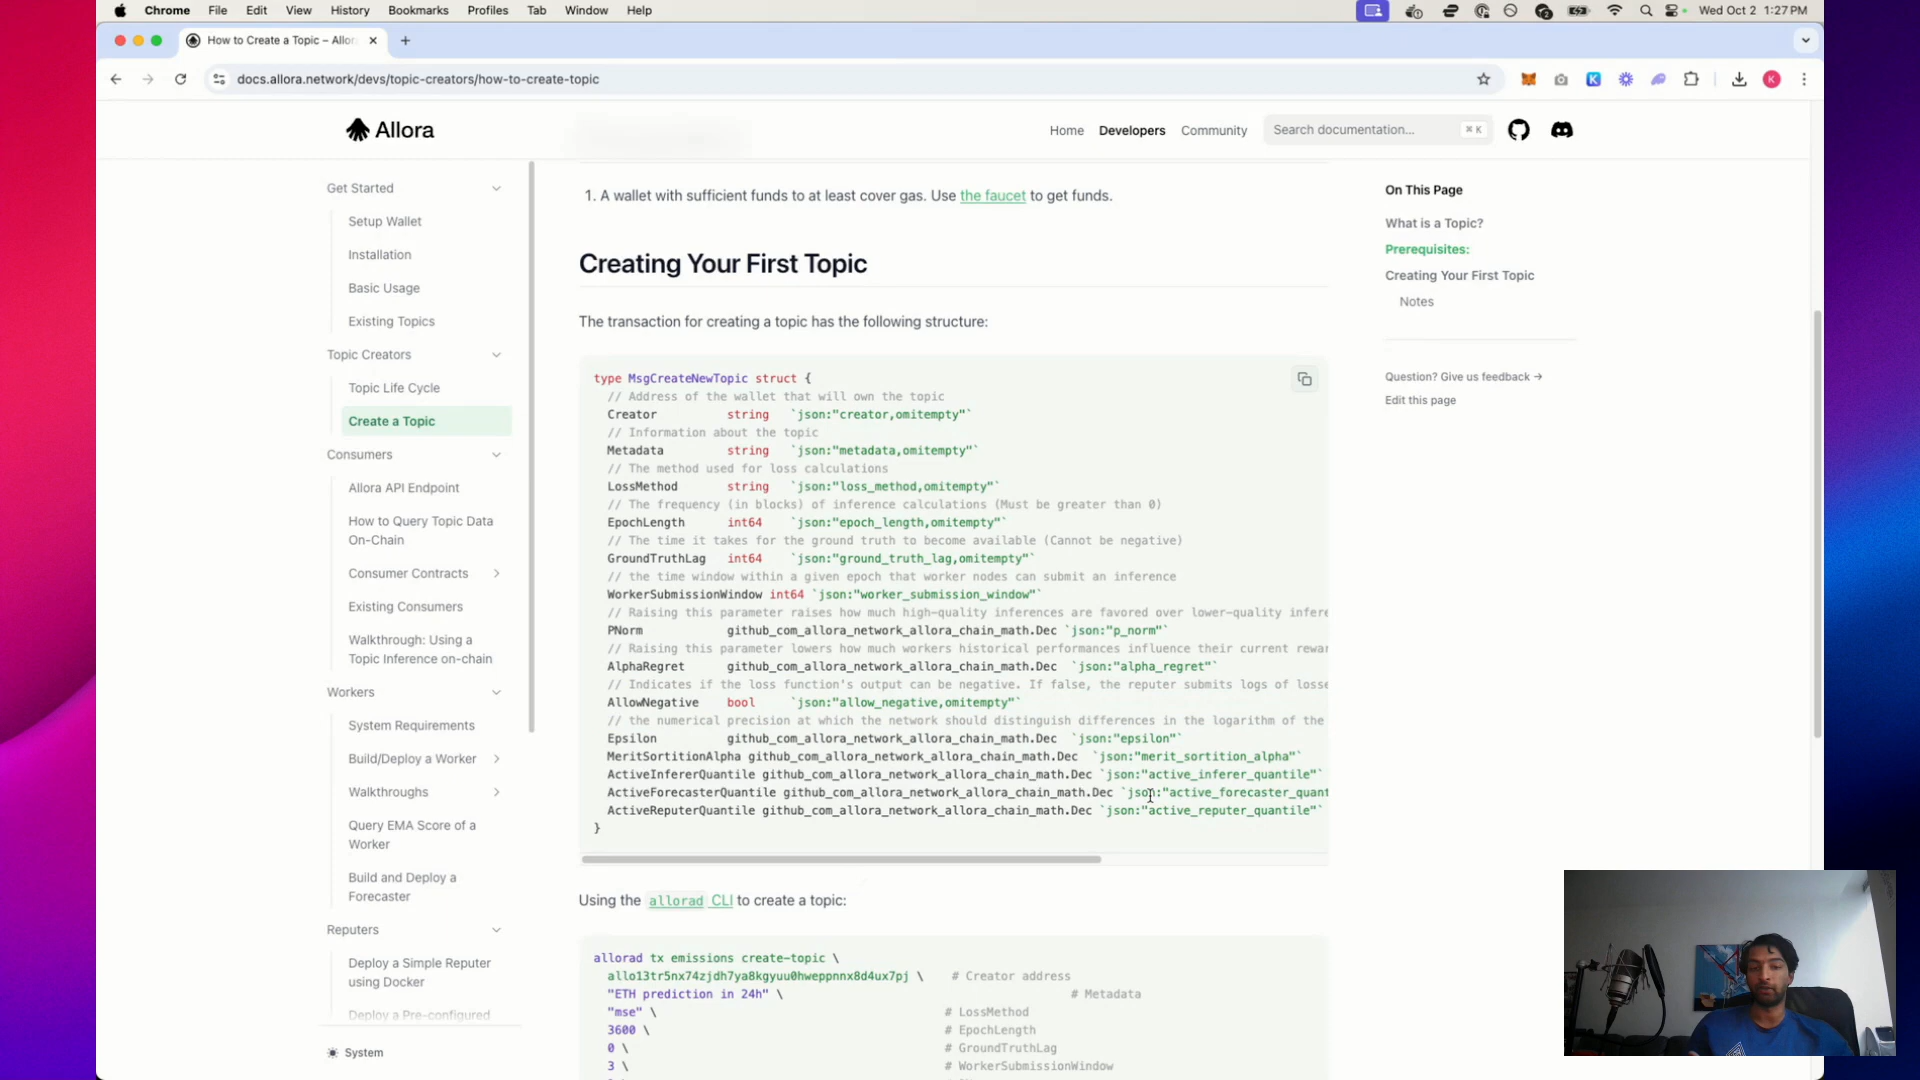 Chrome File Edit View History Bookmarks Profiles Tab Window Help
Wed Oct 2 1:27 PM
How to Create a Topic – Allor
docs.allora.network/devs/topic-creators/how-to-create-topic
K
K
Allora
Home Developers Community
Search documentation... ⌘ K
Get Started
Setup Wallet
Installation
Basic Usage
Existing Topics
Topic Creators
Topic Life Cycle
Create a Topic
Consumers
Allora API Endpoint
How to Query Topic Data
On-Chain
Consumer Contracts
Existing Consumers
Walkthrough: Using a
Topic Inference on-chain
Workers
System Requirements
Build/Deploy a Worker
Walkthroughs
Query EMA Score of a
Worker
Build and Deploy a
Forecaster
Reputers
Deploy a Simple Reputer
using Docker
Deploy a Pre-configured
System
1. A wallet with sufficient funds to at least cover gas. Use the faucet to get funds.
Creating Your First Topic
The transaction for creating a topic has the following structure:
type MsgCreateNewTopic struct {
// Address of the wallet that will own the topic
Creator string `json:"creator,omitempty"`
// Information about the topic
Metadata string `json:"metadata,omitempty"`
// The method used for loss calculations
LossMethod string `json:"loss_method,omitempty"`
// The frequency (in blocks) of inference calculations (Must be greater than 0)
EpochLength int64 `json:"epoch_length,omitempty"`
// The time it takes for the ground truth to become available (Cannot be negative)
GroundTruthLag int64 `json:"ground_truth_lag,omitempty"`
// the time window within a given epoch that worker nodes can submit an inference
WorkerSubmissionWindow int64 `json:"worker_submission_window"`
// Raising this parameter raises how much high-quality inferences are favored over lower-quality infere
PNorm github_com_allora_network_allora_chain_math.Dec `json:"p_norm"`
// Raising this parameter lowers how much workers historical performances influence their current rewar
AlphaRegret github_com_allora_network_allora_chain_math.Dec `json:"alpha_regret"`
// Indicates if the loss function's output can be negative. If false, the reputer submits logs of losse
AllowNegative bool `json:"allow_negative,omitempty"`
// the numerical precision at which the network should distinguish differences in the logarithm of the
Epsilon github_com_allora_network_allora_chain_math.Dec `json:"epsilon"`
MeritSortitionAlpha github_com_allora_network_allora_chain_math.Dec `json:"merit_sortition_alpha"`
ActiveInfererQuantile github_com_allora_network_allora_chain_math.Dec `json:"active_inferer_quantile"`
ActiveForecasterQuantile github_com_allora_network_allora_chain_math.Dec `json:"active_forecaster_quant
ActiveReputerQuantile github_com_allora_network_allora_chain_math.Dec `json:"active_reputer_quantile"`
}
Using the allorad CLI to create a topic:
allorad tx emissions create-topic \
allo13tr5nx74zjdh7ya8kgyuu0hweppnnx8d4ux7pj \ # Creator address
"ETH prediction in 24h" \ # Metadata
"mse" \ # LossMethod
3600 \ # EpochLength
0 \ # GroundTruthLag
3 \ # WorkerSubmissionWindow
On This Page
What is a Topic?
Prerequisites:
Creating Your First Topic
Notes
Question? Give us feedback →
Edit this page